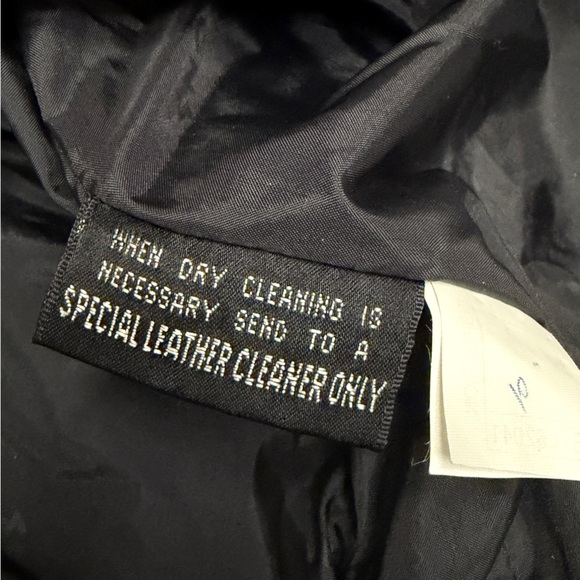 WHEN DRY CLEANING IS
NECESSARY SEND TO A
SPECIAL LEATHER CLEANER ONLY